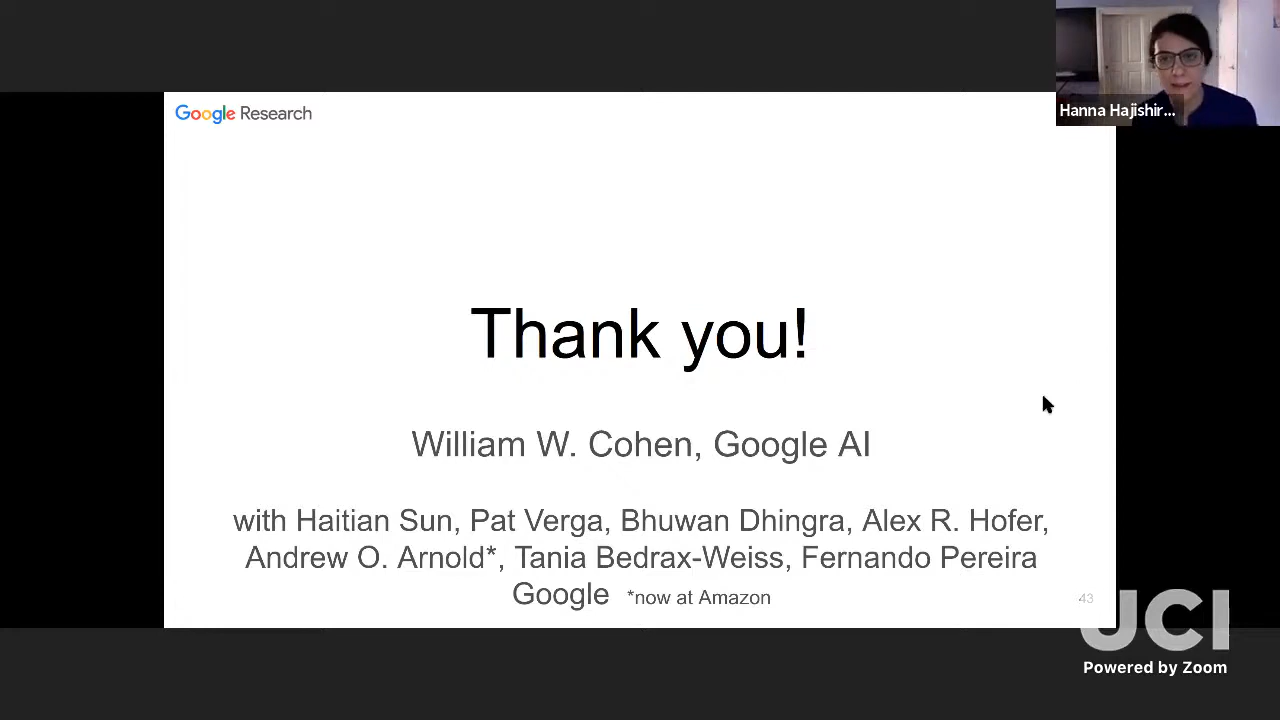 Google Research
Hanna Hajishir...
Thank you!
William W. Cohen, Google AI
with Haitian Sun, Pat Verga, Bhuwan Dhingra, Alex R. Hofer,
Andrew O. Arnold*, Tania Bedrax-Weiss, Fernando Pereira
Google *now at Amazon
43
UCI
Powered by Zoom